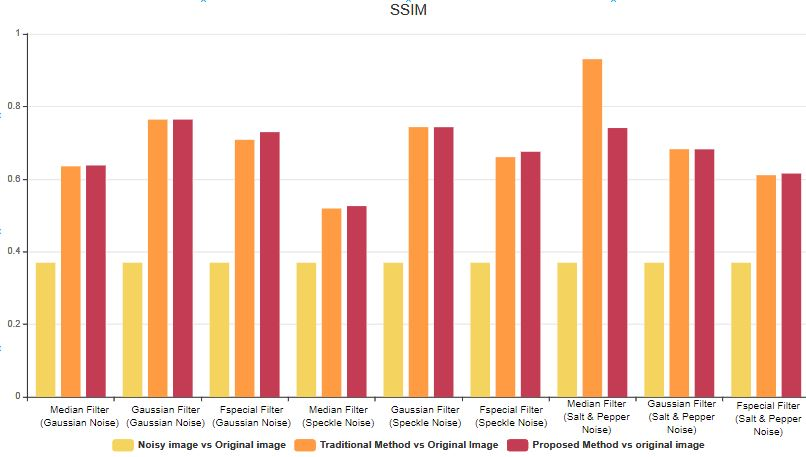 SSIM
1
0.8
0.6
0.4
0.2
0
Median Filter
(Gaussian Noise)
Gaussian Filter
(Gaussian Noise)
Fspecial Filter
(Gaussian Noise)
Median Filter
(Speckle Noise)
Gaussian Filter
(Speckle Noise)
Fspecial Filter
(Speckle Noise)
Median Filter
(Salt & Pepper
Noise)
Gaussian Filter
(Salt & Pepper
Noise)
Fspecial Filter
(Salt & Pepper
Noise)
Noisy image vs Original image
Traditional Method vs Original Image
Proposed Method vs original image